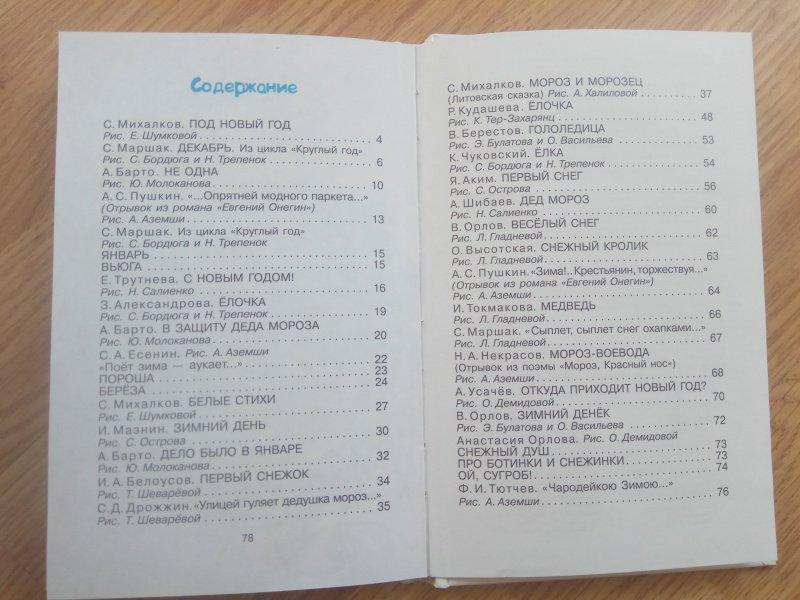 Содержание
С. Михалков. ПОД НОВЫЙ ГОД
Рис. Е. Шумковой 4
С. Маршак. ДЕКАБРЬ. Из цикла «Круглый год»
Рис. С. Бордюга и Н. Трепенок 6
А. Барто. НЕ ОДНА
Рис. Ю. Молоканова 10
А. С. Пушкин. «...Опрятней модного паркета...»
(Отрывок из романа «Евгений Онегин»)
Рис. А. Аземши 13
С. Маршак. Из цикла «Круглый год»
Рис. С. Бордюга и Н. Трепенок
ЯНВАРЬ 15
ВЬЮГА 15
Е. Трутнева. С НОВЫМ ГОДОМ!
Рис. Н. Салиенко 16
З. Александрова. ЁЛОЧКА
Рис. С. Бордюга и Н. Трепенок 19
А. Барто. В ЗАЩИТУ ДЕДА МОРОЗА
Рис. Ю. Молоканова 20
С. А. Есенин. Рис. А. Аземши
«Поёт зима — аукает...» 22
ПОРОША 23
БЕРЁЗА 24
С. Михалков. БЕЛЫЕ СТИХИ
Рис. Е. Шумковой 27
И. Мазнин. ЗИМНИЙ ДЕНЬ
Рис. С. Острова 30
А. Барто. ДЕЛО БЫЛО В ЯНВАРЕ
Рис. Ю. Молоканова 32
И. А. Белоусов. ПЕРВЫЙ СНЕЖОК
Рис. Т. Шеварёвой 34
С. Д. Дрожжин. «Улицей гуляет дедушка мороз...»
Рис. Т. Шеварёвой 35
78
С. Михалков. МОРОЗ И МОРОЗЕЦ
(Литовская сказка) Рис. А. Халиловой 37
Р. Кудашева. ЁЛОЧКА
Рис. К. Тер-Захарянц 48
В. Берестов. ГОЛОЛЕДИЦА
Рис. Э. Булатова и О. Васильева 53
К. Чуковский. ЁЛКА
Рис. С. Бордюга и Н. Трепенок 54
Я. Аким. ПЕРВЫЙ СНЕГ
Рис. С. Острова 56
А. Шибаев. ДЕД МОРОЗ
Рис. Н. Салиенко 60
В. Орлов. ВЕСЁЛЫЙ СНЕГ
Рис. Л. Гладневой 62
О. Высотская. СНЕЖНЫЙ КРОЛИК
Рис. Л. Гладневой 63
А. С. Пушкин. «Зима!.. Крестьянин, торжествуя...»
(Отрывок из романа «Евгений Онегин»)
Рис. А. Аземши 64
И. Токмакова. МЕДВЕДЬ
Рис. Л. Гладневой 66
С. Маршак. «Сыплет, сыплет снег охапками...»
Рис. Л. Гладневой 67
Н. А. Некрасов. МОРОЗ-ВОЕВОДА
(Отрывок из поэмы «Мороз, Красный нос»)
Рис. А. Аземши 68
А. Усачёв. ОТКУДА ПРИХОДИТ НОВЫЙ ГОД?
Рис. О. Демидовой 70
В. Орлов. ЗИМНИЙ ДЕНЁК
Рис. Э. Булатова и О. Васильева 72
Анастасия Орлова. Рис. О. Демидовой
СНЕЖНЫЙ ДУШ 73
ПРО БОТИНКИ И СНЕЖИНКИ 73
ОЙ, СУГРОБ! 74
Ф. И. Тютчев. «Чародейкою Зимою...»
Рис. А. Аземши 76